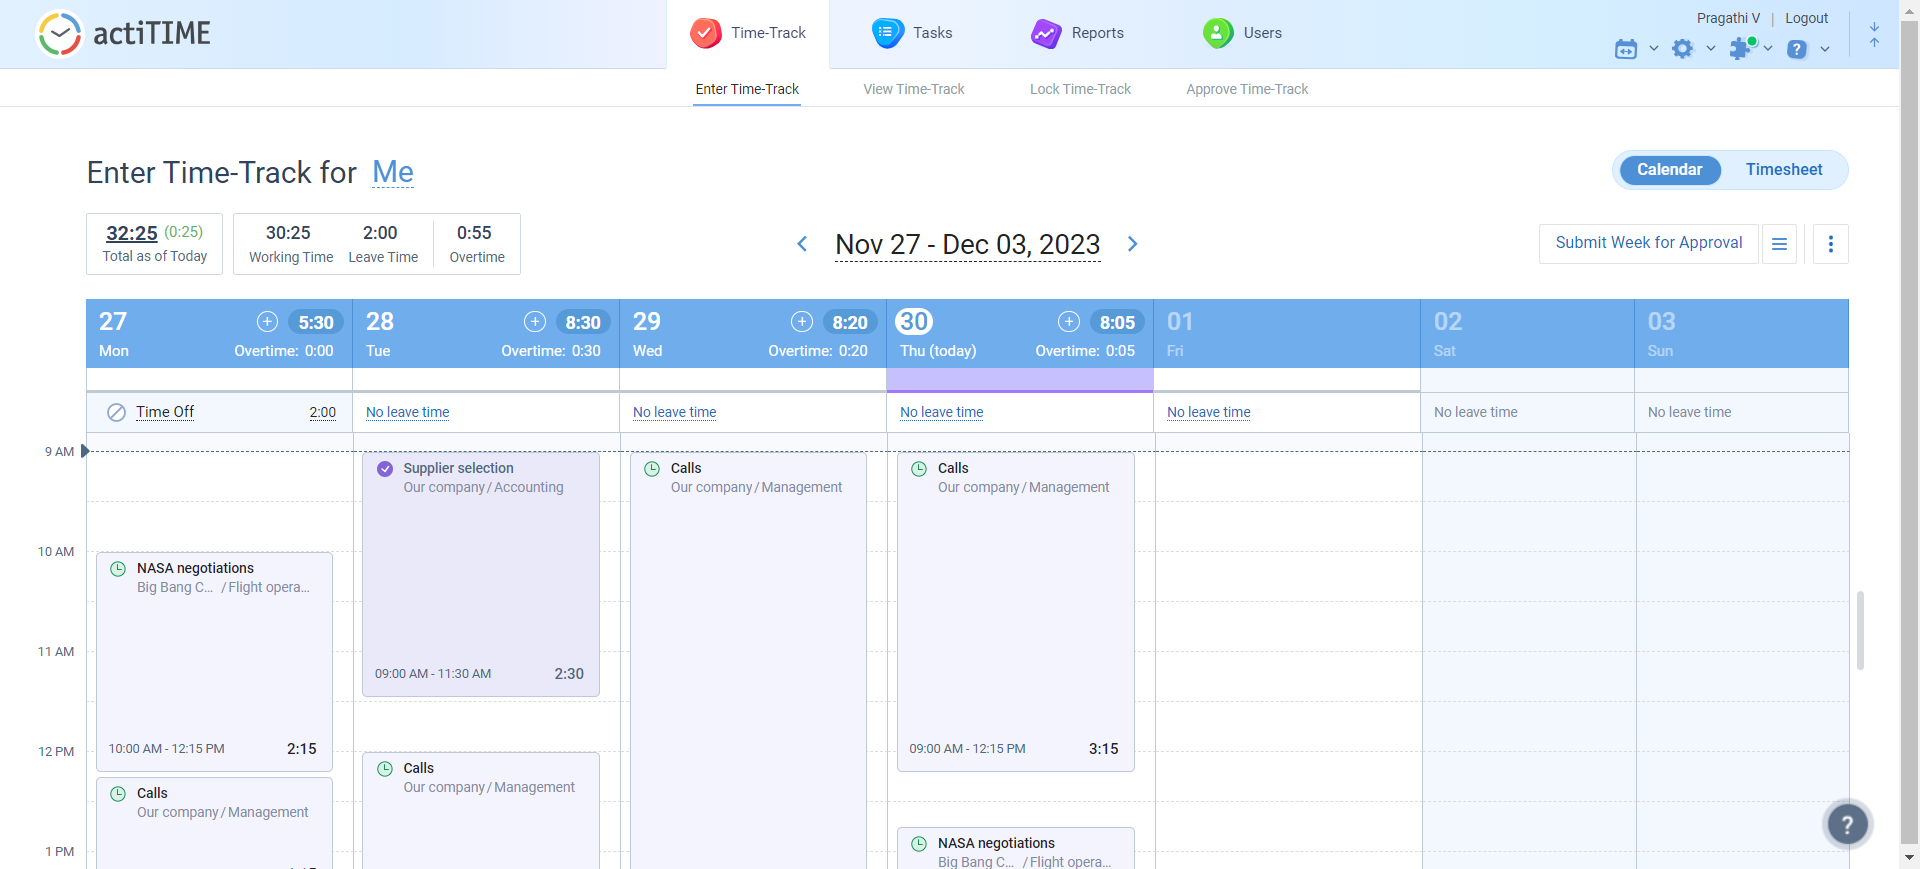 actiTIME
Time-Track
Tasks
Reports
Users
Pragathi V | Logout
Enter Time-Track
View Time-Track
Lock Time-Track
Approve Time-Track
Enter Time-Track for Me
Calendar
Timesheet
32:25 (0:25)
Total as of Today
30:25
Working Time
2:00
Leave Time
0:55
Overtime
Nov 27 - Dec 03, 2023
Submit Week for Approval
27
5:30
Mon
Overtime: 0:00
28
8:30
Tue
Overtime: 0:30
29
8:20
Wed
Overtime: 0:20
30
8:05
Thu (today)
Overtime: 0:05
01
Fri
02
Sat
03
Sun
Time Off
2:00
No leave time
No leave time
No leave time
No leave time
No leave time
No leave time
9 AM
10 AM
11 AM
12 PM
1 PM
NASA negotiations
Big Bang C... / Flight opera...
10:00 AM - 12:15 PM
2:15
Calls
Our company / Management
Supplier selection
Our company / Accounting
09:00 AM - 11:30 AM
2:30
Calls
Our company / Management
Calls
Our company / Management
Calls
Our company / Management
09:00 AM - 12:15 PM
3:15
NASA negotiations
Big Bang C... / Flight opera...
?